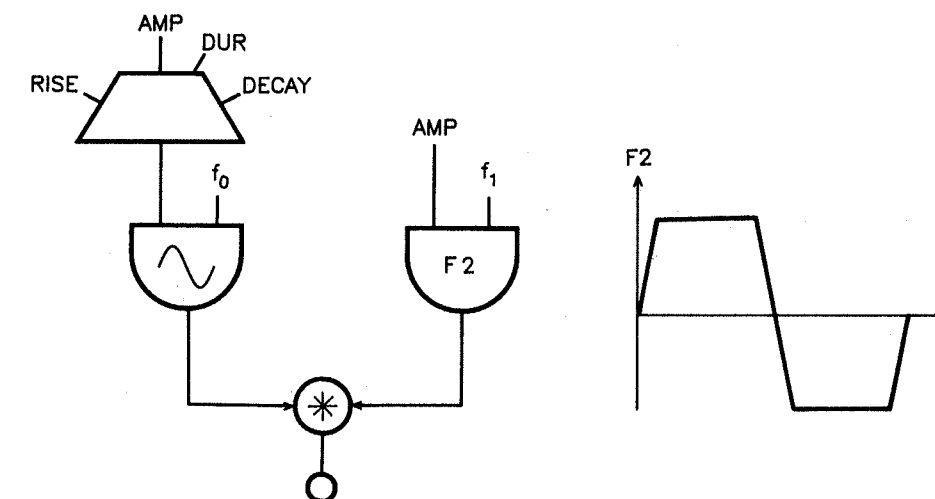 AMP
DUR
RISE
DECAY
f₀
AMP
f₁
F2
F2
*